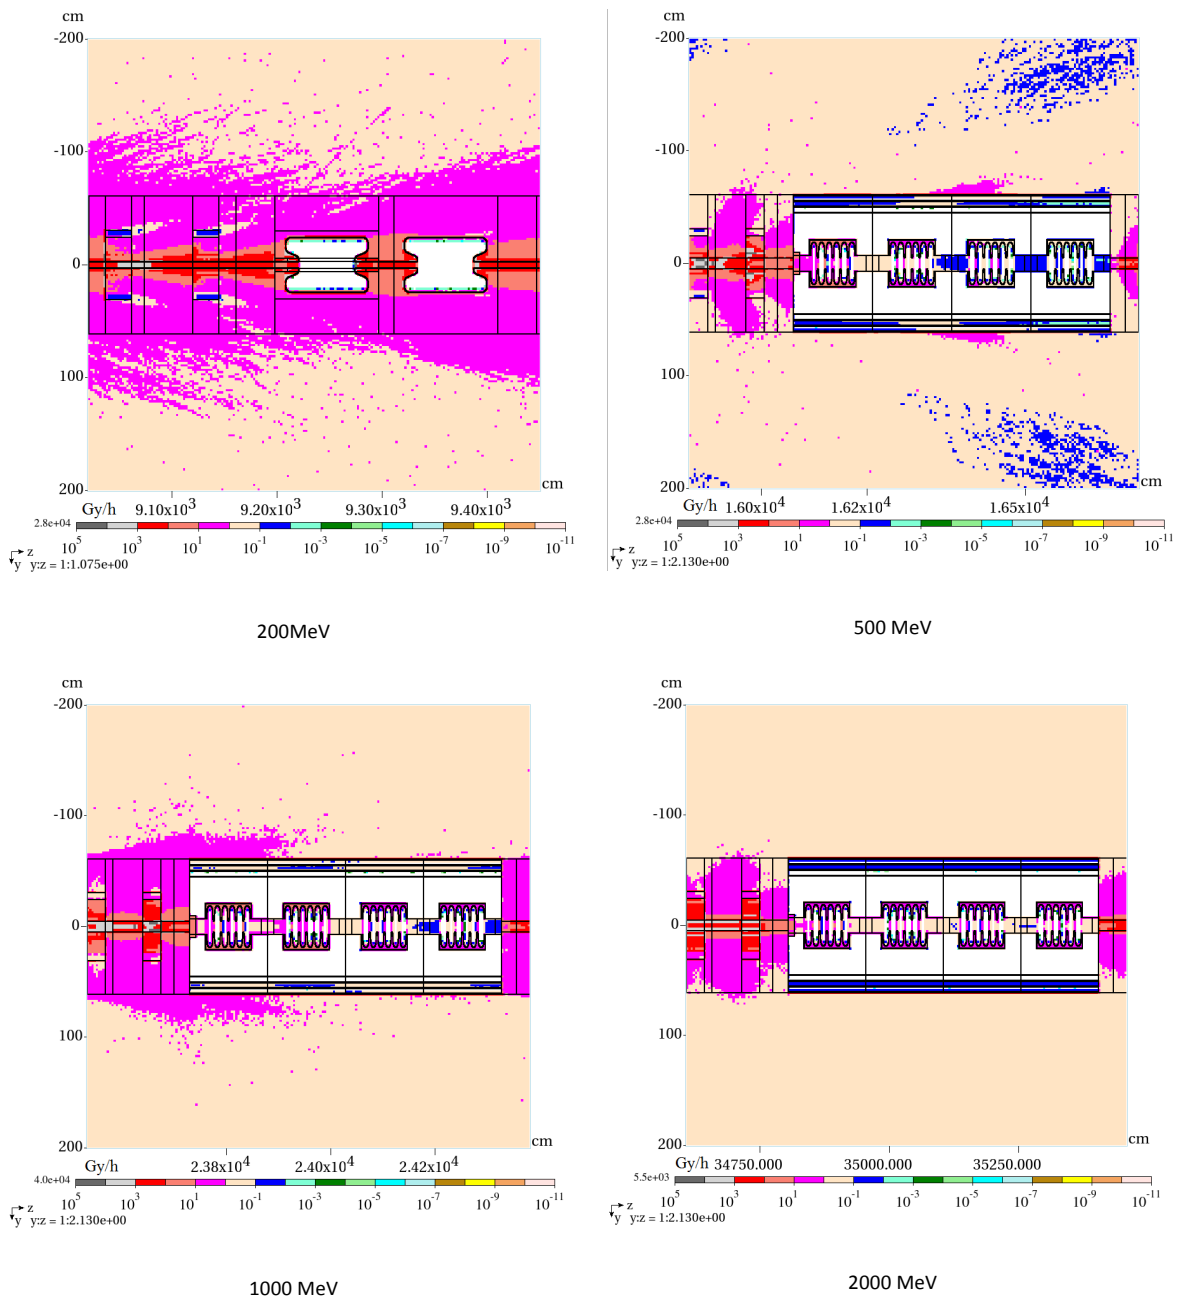 cm
-200
-100
0
100
200
cm
9.10x10³ 9.20x10³ 9.30x10³ 9.40x10³
Gy/h
2.8e+04
10⁵ 10³ 10¹ 10⁻¹ 10⁻³ 10⁻⁵ 10⁻⁷ 10⁻⁹ 10⁻¹¹
z
y y:z = 1:1.075e+00
200MeV
cm
-200
-100
0
100
200
cm
1.60x10⁴ 1.62x10⁴ 1.65x10⁴
Gy/h
2.8e+04
10⁵ 10³ 10¹ 10⁻¹ 10⁻³ 10⁻⁵ 10⁻⁷ 10⁻⁹ 10⁻¹¹
z
y y:z = 1:2.130e+00
500 MeV
cm
-200
-100
0
100
200
cm
2.38x10⁴ 2.40x10⁴ 2.42x10⁴
Gy/h
4.0e+04
10⁵ 10³ 10¹ 10⁻¹ 10⁻³ 10⁻⁵ 10⁻⁷ 10⁻⁹ 10⁻¹¹
z
y y:z = 1:2.130e+00
1000 MeV
cm
-200
-100
0
100
200
cm
34750.000 35000.000 35250.000
Gy/h
5.5e+03
10⁵ 10³ 10¹ 10⁻¹ 10⁻³ 10⁻⁵ 10⁻⁷ 10⁻⁹ 10⁻¹¹
z
y y:z = 1:2.130e+00
2000 MeV